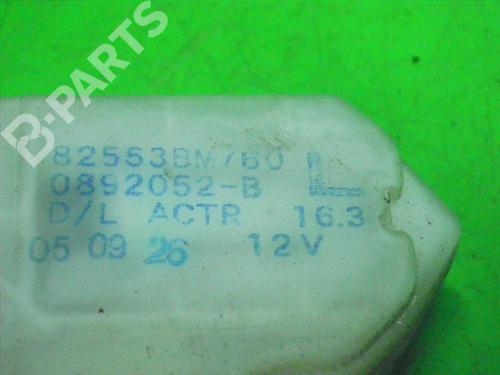 B-PARTS
82553BM760 L
0892052-B
D/L ACTR 16.3
05 09 26 12V